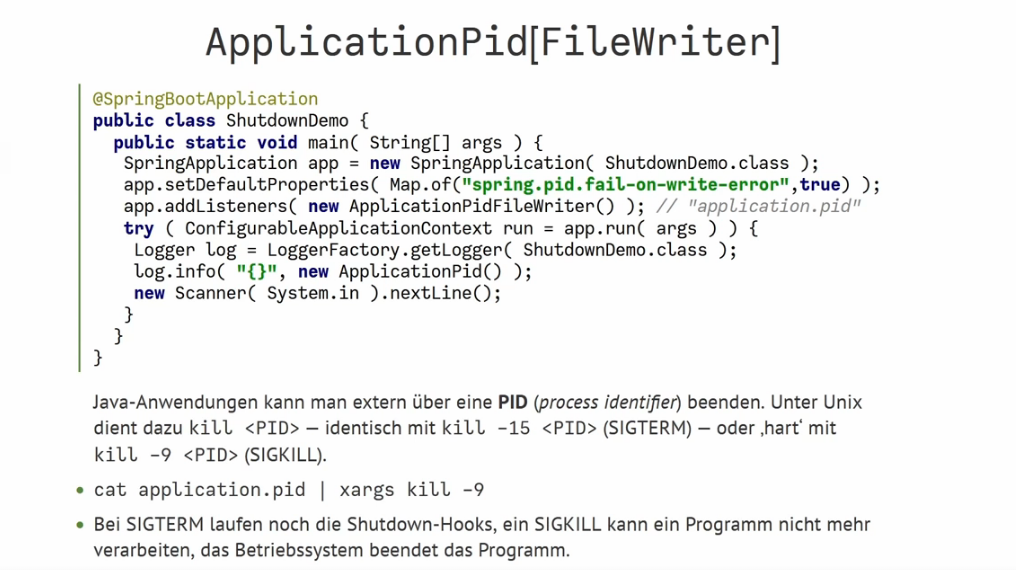 ApplicationPid[FileWriter]
@SpringBootApplication
public class ShutdownDemo {
public static void main( String[] args ) {
SpringApplication app = new SpringApplication( ShutdownDemo.class );
app.setDefaultProperties( Map.of("spring.pid.fail-on-write-error",true) );
app.addListeners( new ApplicationPidFileWriter() ); // "application.pid"
try ( ConfigurableApplicationContext run = app.run( args ) ) {
Logger log = LoggerFactory.getLogger( ShutdownDemo.class );
log.info( "{}", new ApplicationPid() );
new Scanner( System.in ).nextLine();
}
}
}
Java-Anwendungen kann man extern über eine PID (process identifier) beenden. Unter Unix
dient dazu kill <PID> — identisch mit kill -15 <PID> (SIGTERM) — oder ‚hart‘ mit
kill -9 <PID> (SIGKILL).
• cat application.pid | xargs kill -9
• Bei SIGTERM laufen noch die Shutdown-Hooks, ein SIGKILL kann ein Programm nicht mehr
verarbeiten, das Betriebssystem beendet das Programm.